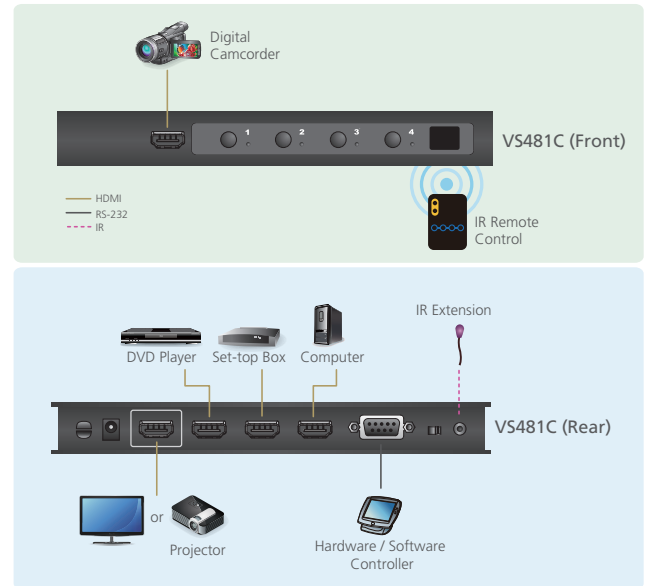 Digital
Camcorder
1 2 3 4
VS481C (Front)
HDMI
RS-232
IR
IR Remote
Control
IR Extension
DVD Player Set-top Box Computer
VS481C (Rear)
or
Projector
Hardware / Software
Controller